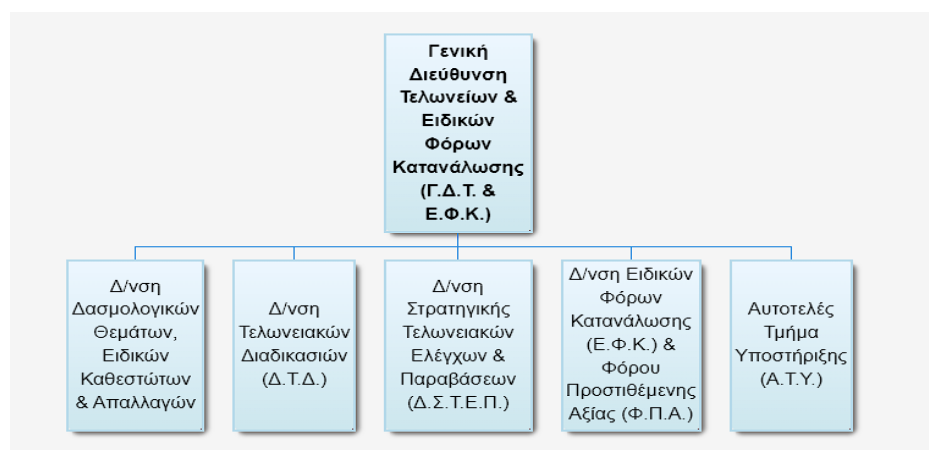 Γενική
Διεύθυνση
Τελωνείων &
Ειδικών
Φόρων
Κατανάλωσης
(Γ.Δ.Τ. &
Ε.Φ.Κ.)
Δ/νση
Δασμολογικών
Θεμάτων,
Ειδικών
Καθεστώτων
& Απαλλαγών
Δ/νση
Τελωνειακών
Διαδικασιών
(Δ.Τ.Δ.)
Δ/νση
Στρατηγικής
Τελωνειακών
Ελέγχων &
Παραβάσεων
(Δ.Σ.Τ.Ε.Π.)
Δ/νση Ειδικών
Φόρων
Κατανάλωσης
(Ε.Φ.Κ.) &
Φόρου
Προστιθέμενης
Αξίας (Φ.Π.Α.)
Αυτοτελές
Τμήμα
Υποστήριξης
(Α.Τ.Υ.)